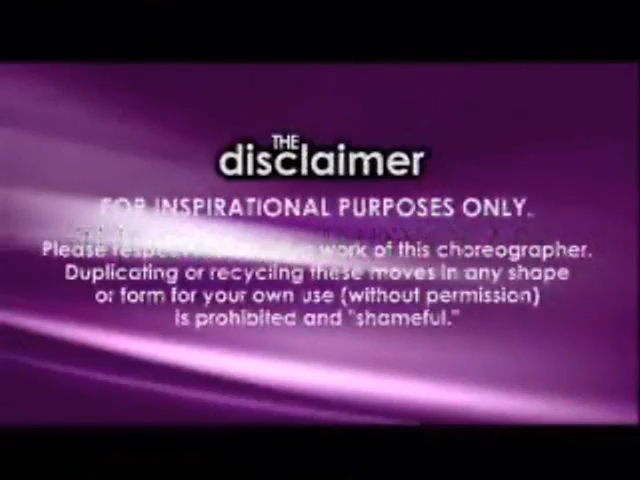 THE
disclaimer
FOR INSPIRATIONAL PURPOSES ONLY.
Please work of this choreographer.
Duplicating or recycling these moves in any shape
or form for your own use (without permission)
is prohibited and "shameful."